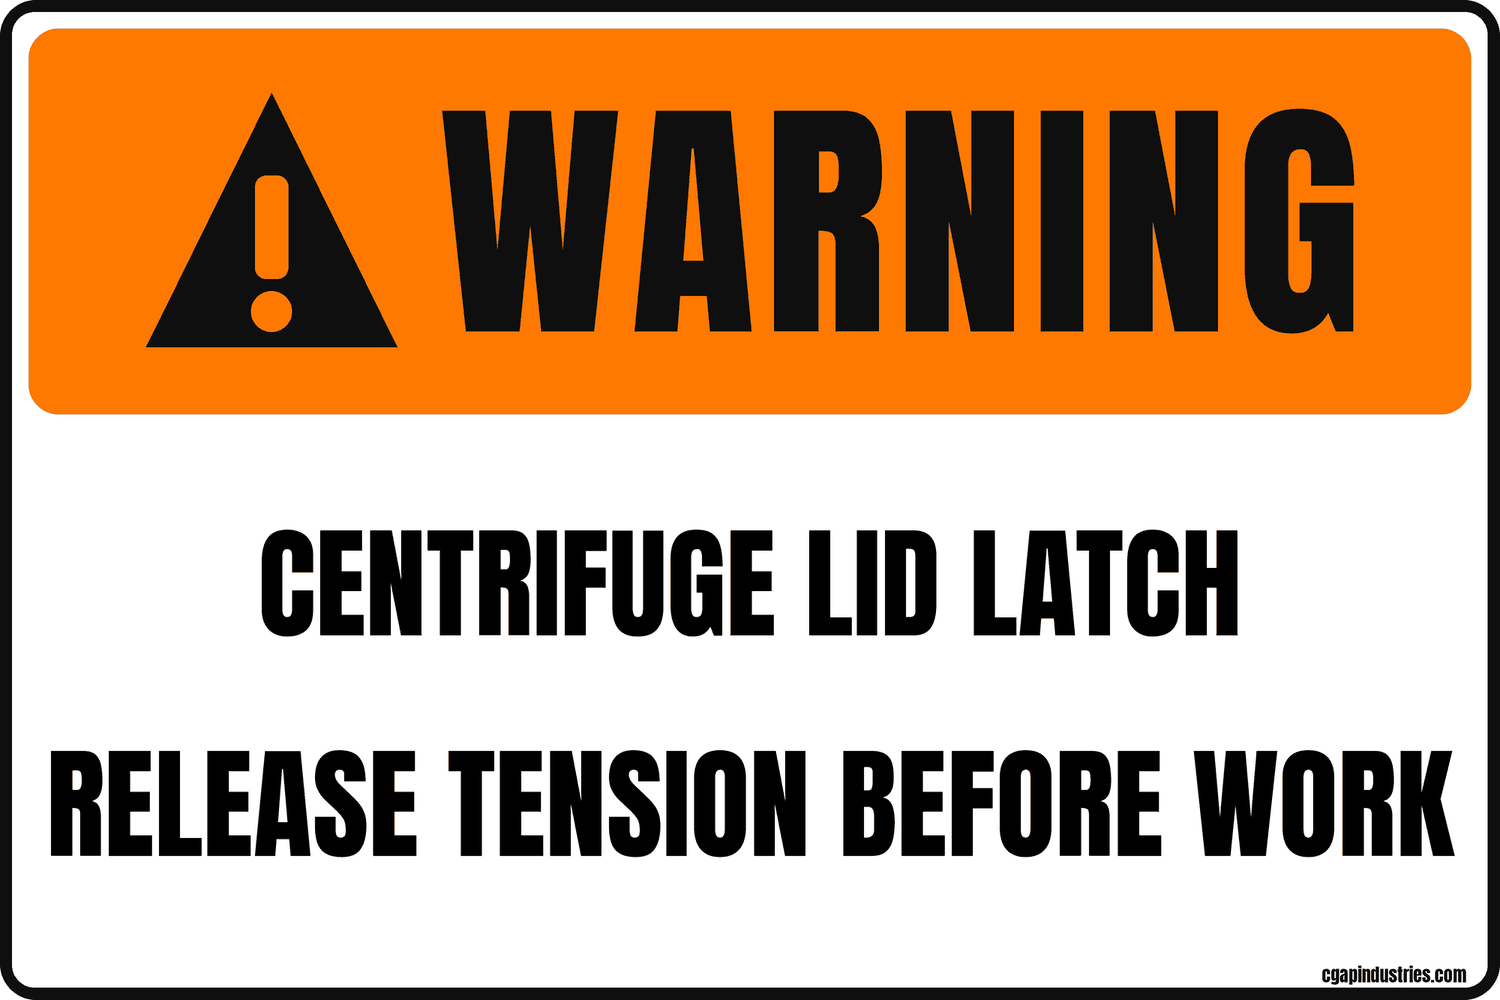 WARNING
CENTRIFUGE LID LATCH
RELEASE TENSION BEFORE WORK
cgapindustries.com